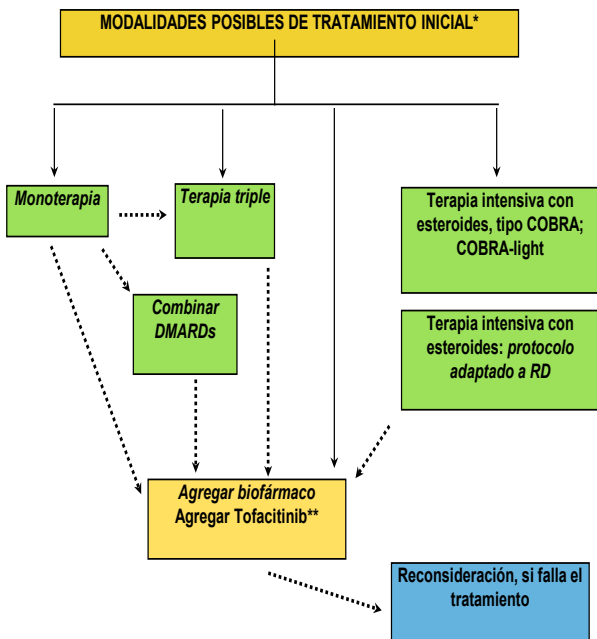 MODALIDADES POSIBLES DE TRATAMIENTO INICIAL*
Monoterapia
Terapia triple
Terapia intensiva con
esteroides, tipo COBRA;
COBRA-light
Combinar
DMARDs
Terapia intensiva con
esteroides: protocolo
adaptado a RD
Agregar biofármaco
Agregar Tofacitinib**
Reconsideración, si falla el
tratamiento